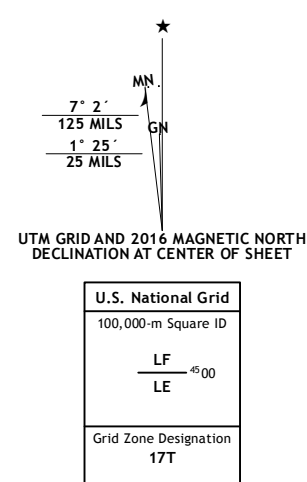 ★
MN
7° 2´
125 MILS
GN
1° 25´
25 MILS
UTM GRID AND 2016 MAGNETIC NORTH
DECLINATION AT CENTER OF SHEET
U.S. National Grid
100,000-m Square ID
LF
4500
LE
Grid Zone Designation
17T